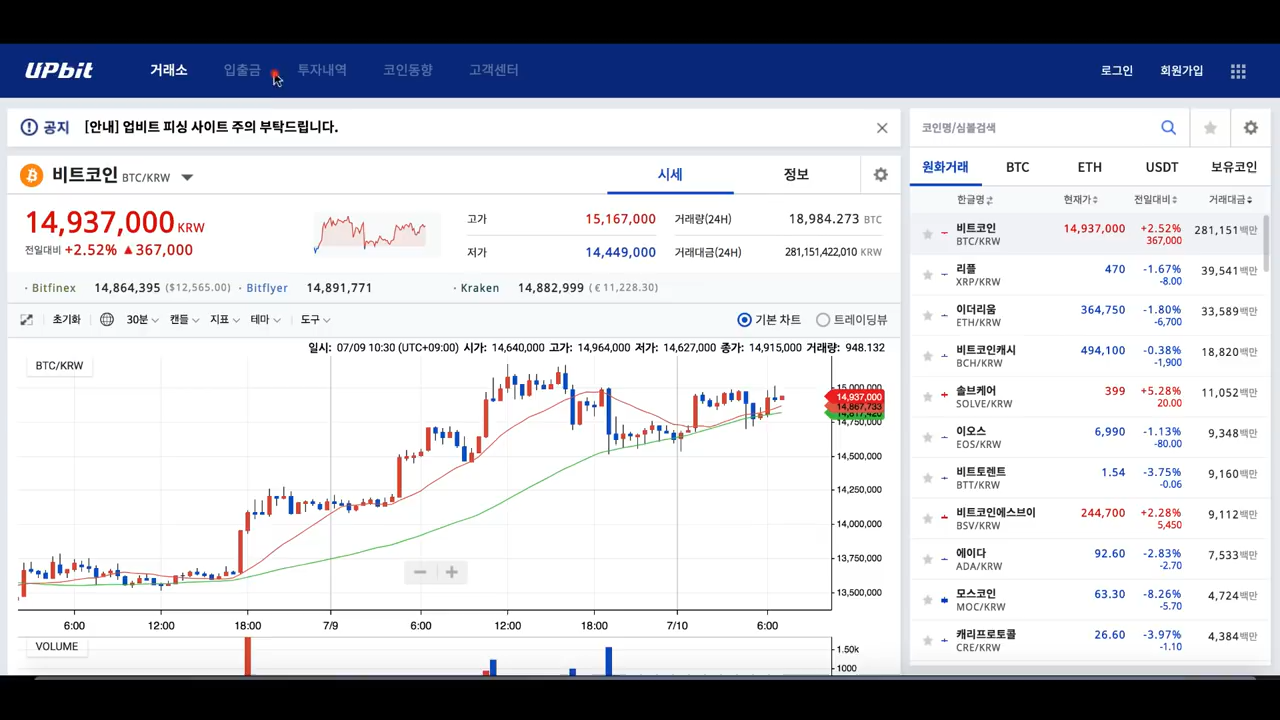 UPbit 거래소 입출금 투자내역 코인동향 고객센터 로그인 회원가입
공지 [안내] 업비트 피싱 사이트 주의 부탁드립니다.
비트코인 BTC/KRW 시세 정보
14,937,000 KRW
전일대비 +2.52% ▲367,000
고가 15,167,000 거래량(24H) 18,984.273 BTC
저가 14,449,000 거래대금(24H) 281,151,422,010 KRW
· Bitfinex 14,864,395 ($12,565.00) · Bitflyer 14,891,771 · Kraken 14,882,999 (€11,228.30)
초기화 30분 캔들 지표 테마 도구 기본 차트 트레이딩뷰
일시: 07/09 10:30 (UTC+09:00) 시가: 14,640,000 고가: 14,964,000 저가: 14,627,000 종가: 14,915,000 거래량: 948.132
BTC/KRW
15,000,000
14,937,000
14,867,733
14,750,000
14,500,000
14,250,000
14,000,000
13,750,000
13,500,000
6:00 12:00 18:00 7/9 6:00 12:00 18:00 7/10 6:00
VOLUME
1.50k
1000
코인명/심볼검색
원화거래 BTC ETH USDT 보유코인
한글명 현재가 전일대비 거래대금
비트코인 14,937,000 +2.52% 281,151백만
BTC/KRW 367,000
리플 470 -1.67% 39,541백만
XRP/KRW -8.00
이더리움 364,750 -1.80% 33,589백만
ETH/KRW -6,700
비트코인캐시 494,100 -0.38% 18,820백만
BCH/KRW -1,900
솔브케어 399 +5.28% 11,052백만
SOLVE/KRW 20.00
이오스 6,990 -1.13% 9,348백만
EOS/KRW -80.00
비트토렌트 1.54 -3.75% 9,160백만
BTT/KRW -0.06
비트코인에스브이 244,700 +2.28% 9,112백만
BSV/KRW 5,450
에이다 92.60 -2.83% 7,533백만
ADA/KRW -2.70
모스코인 63.30 -8.26% 4,724백만
MOC/KRW -5.70
캐리프로토콜 26.60 -3.97% 4,384백만
CRE/KRW -1.10